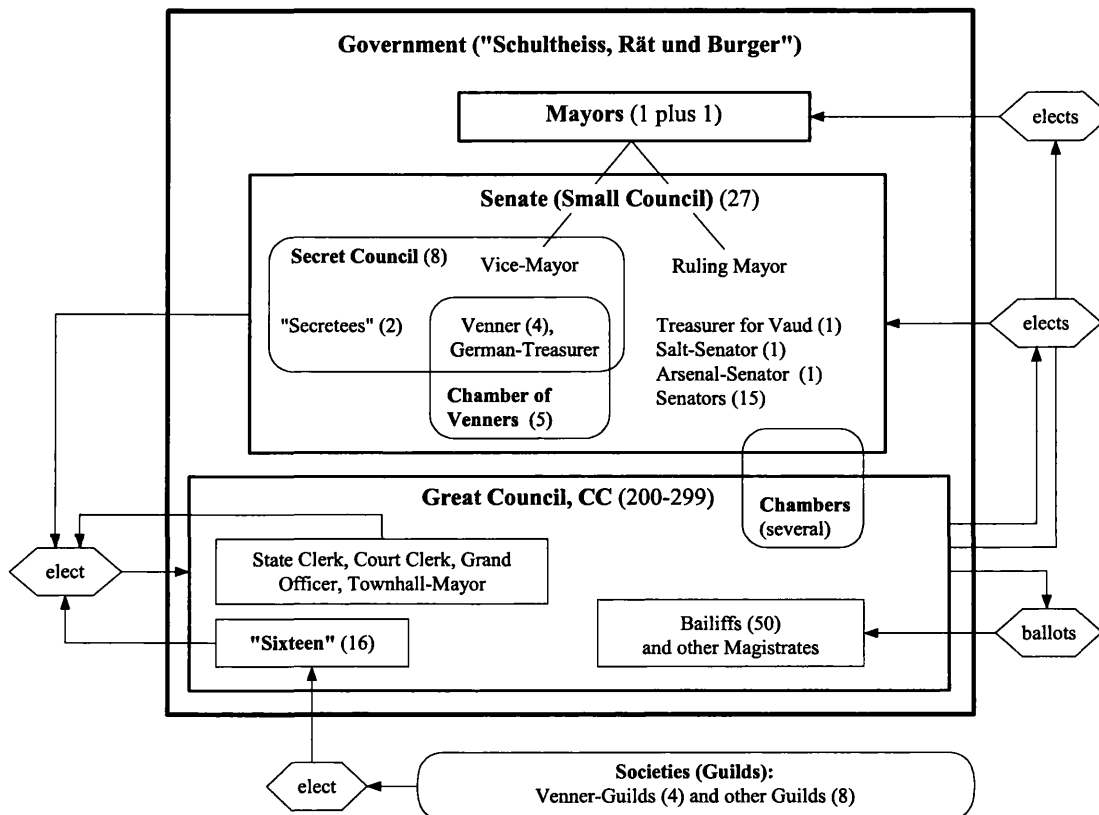 Government ("Schultheiss, Rät und Burger")
Mayors (1 plus 1)
elects
Senate (Small Council) (27)
Secret Council (8)
Vice-Mayor
Ruling Mayor
"Secretees" (2)
Venner (4),
German-Treasurer
Treasurer for Vaud (1)
Salt-Senator (1)
Arsenal-Senator (1)
Senators (15)
elects
Chamber of
Venners (5)
Great Council, CC (200-299)
Chambers
(several)
State Clerk, Court Clerk, Grand
Officer, Townhall-Mayor
elect
"Sixteen" (16)
Bailiffs (50)
and other Magistrates
ballots
elect
Societies (Guilds):
Venner-Guilds (4) and other Guilds (8)